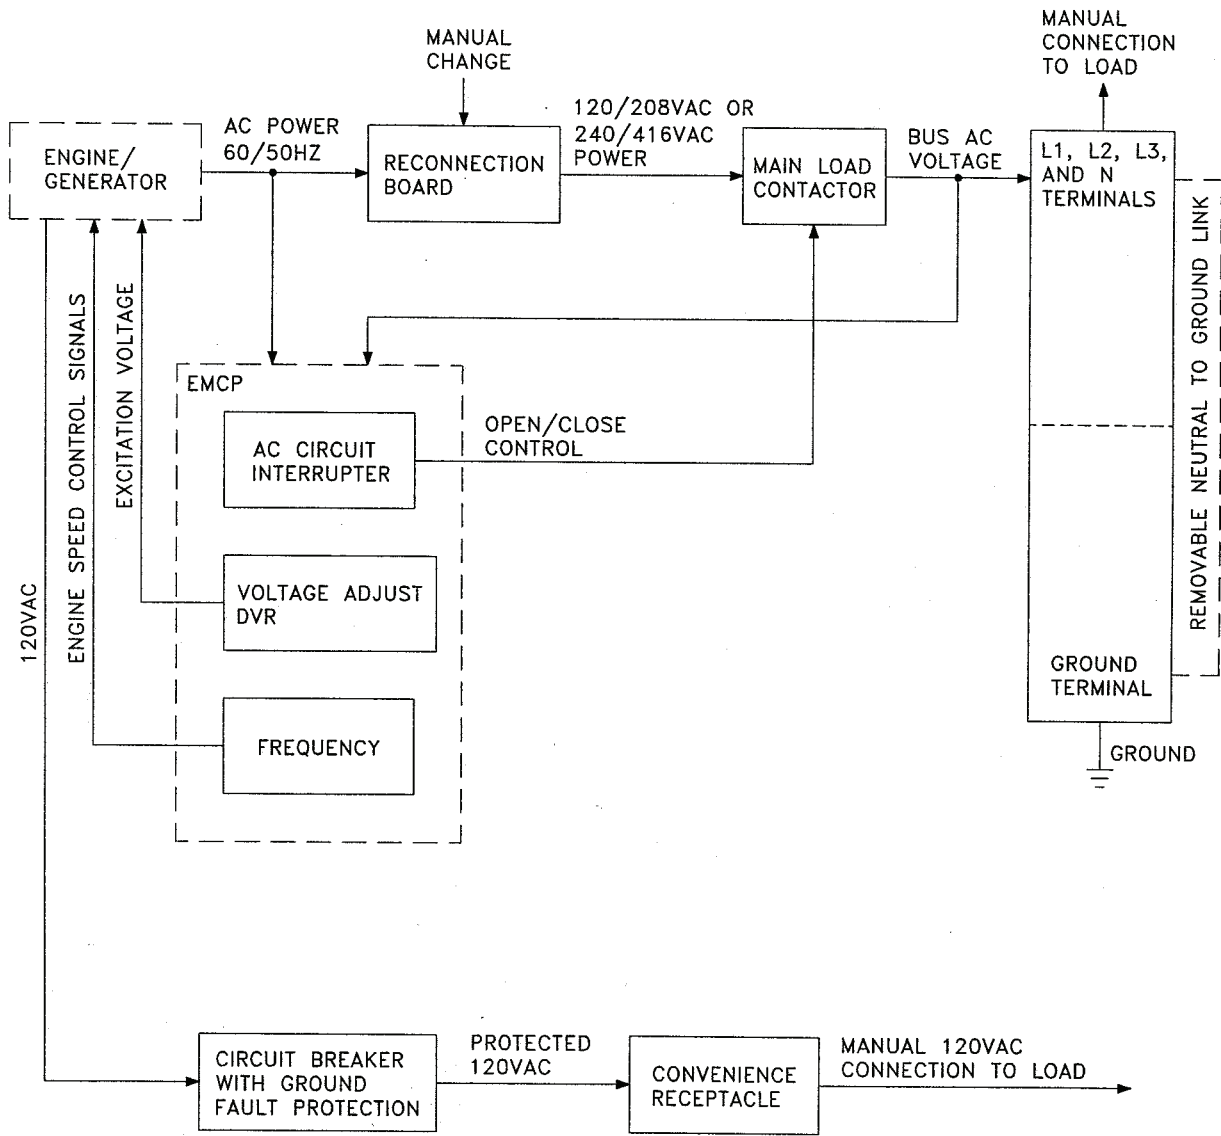 MANUAL
CONNECTION
TO LOAD
MANUAL
CHANGE
AC POWER
60/50HZ
120/208VAC OR
240/416VAC
POWER
BUS AC
VOLTAGE
ENGINE/
GENERATOR
RECONNECTION
BOARD
MAIN LOAD
CONTACTOR
L1, L2, L3,
AND N
TERMINALS
REMOVABLE NEUTRAL TO GROUND LINK
120VAC
ENGINE SPEED CONTROL SIGNALS
EXCITATION VOLTAGE
EMCP
AC CIRCUIT
INTERRUPTER
OPEN/CLOSE
CONTROL
VOLTAGE ADJUST
DVR
FREQUENCY
GROUND
TERMINAL
GROUND
CIRCUIT BREAKER
WITH GROUND
FAULT PROTECTION
PROTECTED
120VAC
CONVENIENCE
RECEPTACLE
MANUAL 120VAC
CONNECTION TO LOAD